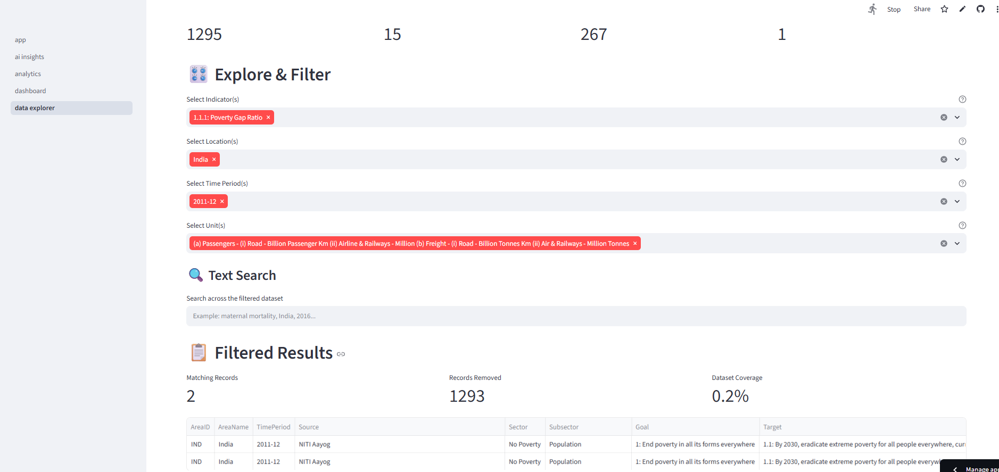 Stop Share
app
ai insights
analytics
dashboard
data explorer
1295 15 267 1
Explore & Filter
Select Indicator(s)
1.1.1: Poverty Gap Ratio ×
Select Location(s)
India ×
Select Time Period(s)
2011-12 ×
Select Unit(s)
(a) Passengers - (i) Road - Billion Passenger Km (ii) Airline & Railways - Million (b) Freight - (i) Road - Billion Tonnes Km (ii) Air & Railways - Million Tonnes ×
Text Search
Search across the filtered dataset
Example: maternal mortality, India, 2016...
Filtered Results
Matching Records Records Removed Dataset Coverage
2 1293 0.2%
AreaID AreaName TimePeriod Source Sector Subsector Goal Target
IND India 2011-12 NITI Aayog No Poverty Population 1: End poverty in all its forms everywhere 1.1: By 2030, eradicate extreme poverty for all people everywhere, cur
IND India 2011-12 NITI Aayog No Poverty Population 1: End poverty in all its forms everywhere 1.1: By 2030, eradicate extreme poverty for all people everywh
Manage app